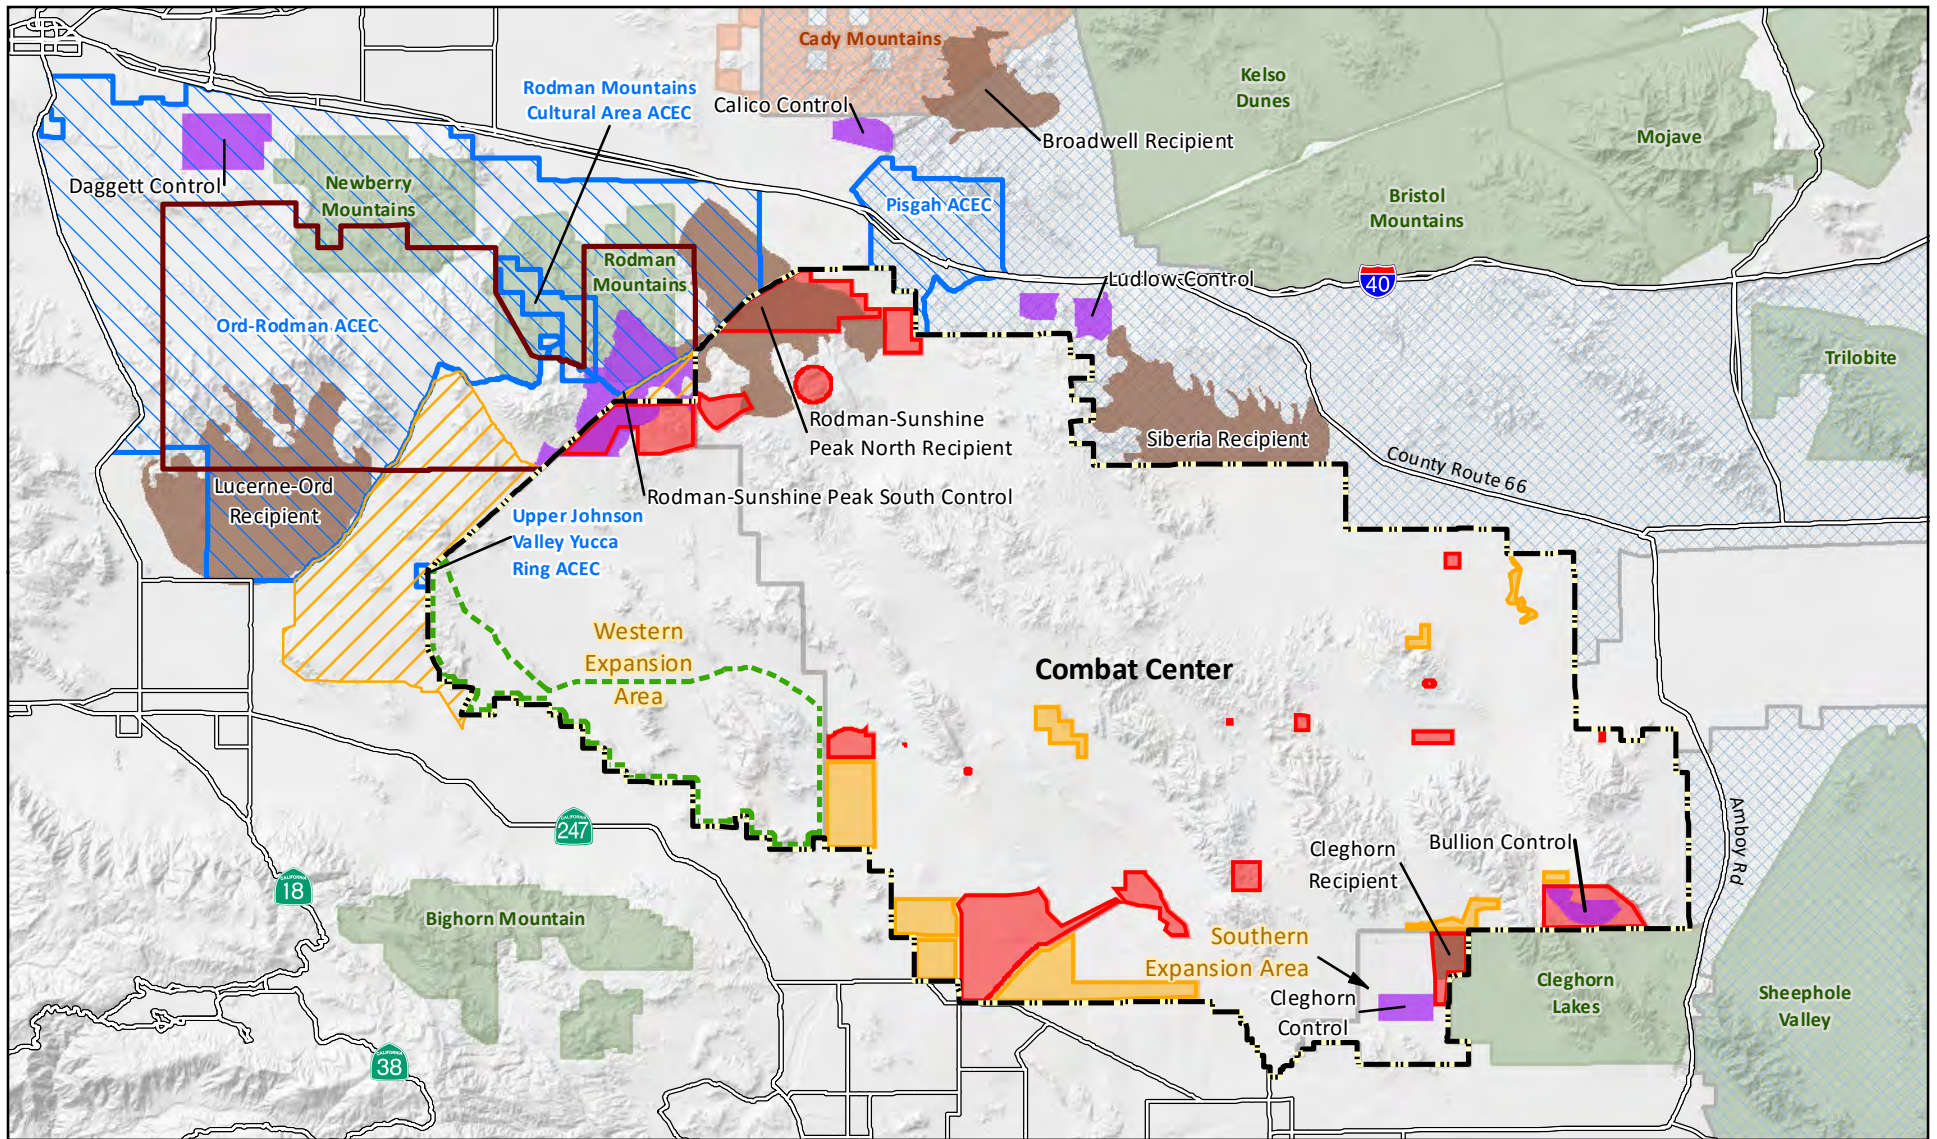 Cady Mountains
Rodman Mountains
Cultural Area ACEC
Calico Control
Kelso
Dunes
Mojave
Broadwell Recipient
Daggett Control
Newberry
Mountains
Pisgah ACEC
Bristol
Mountains
Rodman
Mountains
Ludlow Control
40
Ord-Rodman ACEC
Trilobite
Rodman-Sunshine
Peak North Recipient
Siberia Recipient
County Route 66
Lucerne-Ord
Recipient
Rodman-Sunshine Peak South Control
Upper Johnson
Valley Yucca
Ring ACEC
Western
Expansion
Area
Combat Center
CALIFORNIA
247
Amboy Rd
Cleghorn
Recipient
Bullion Control
CALIFORNIA
18
Bighorn Mountain
Southern
Expansion Area
Cleghorn
Control
Cleghorn
Lakes
Sheephole
Valley
CALIFORNIA
38